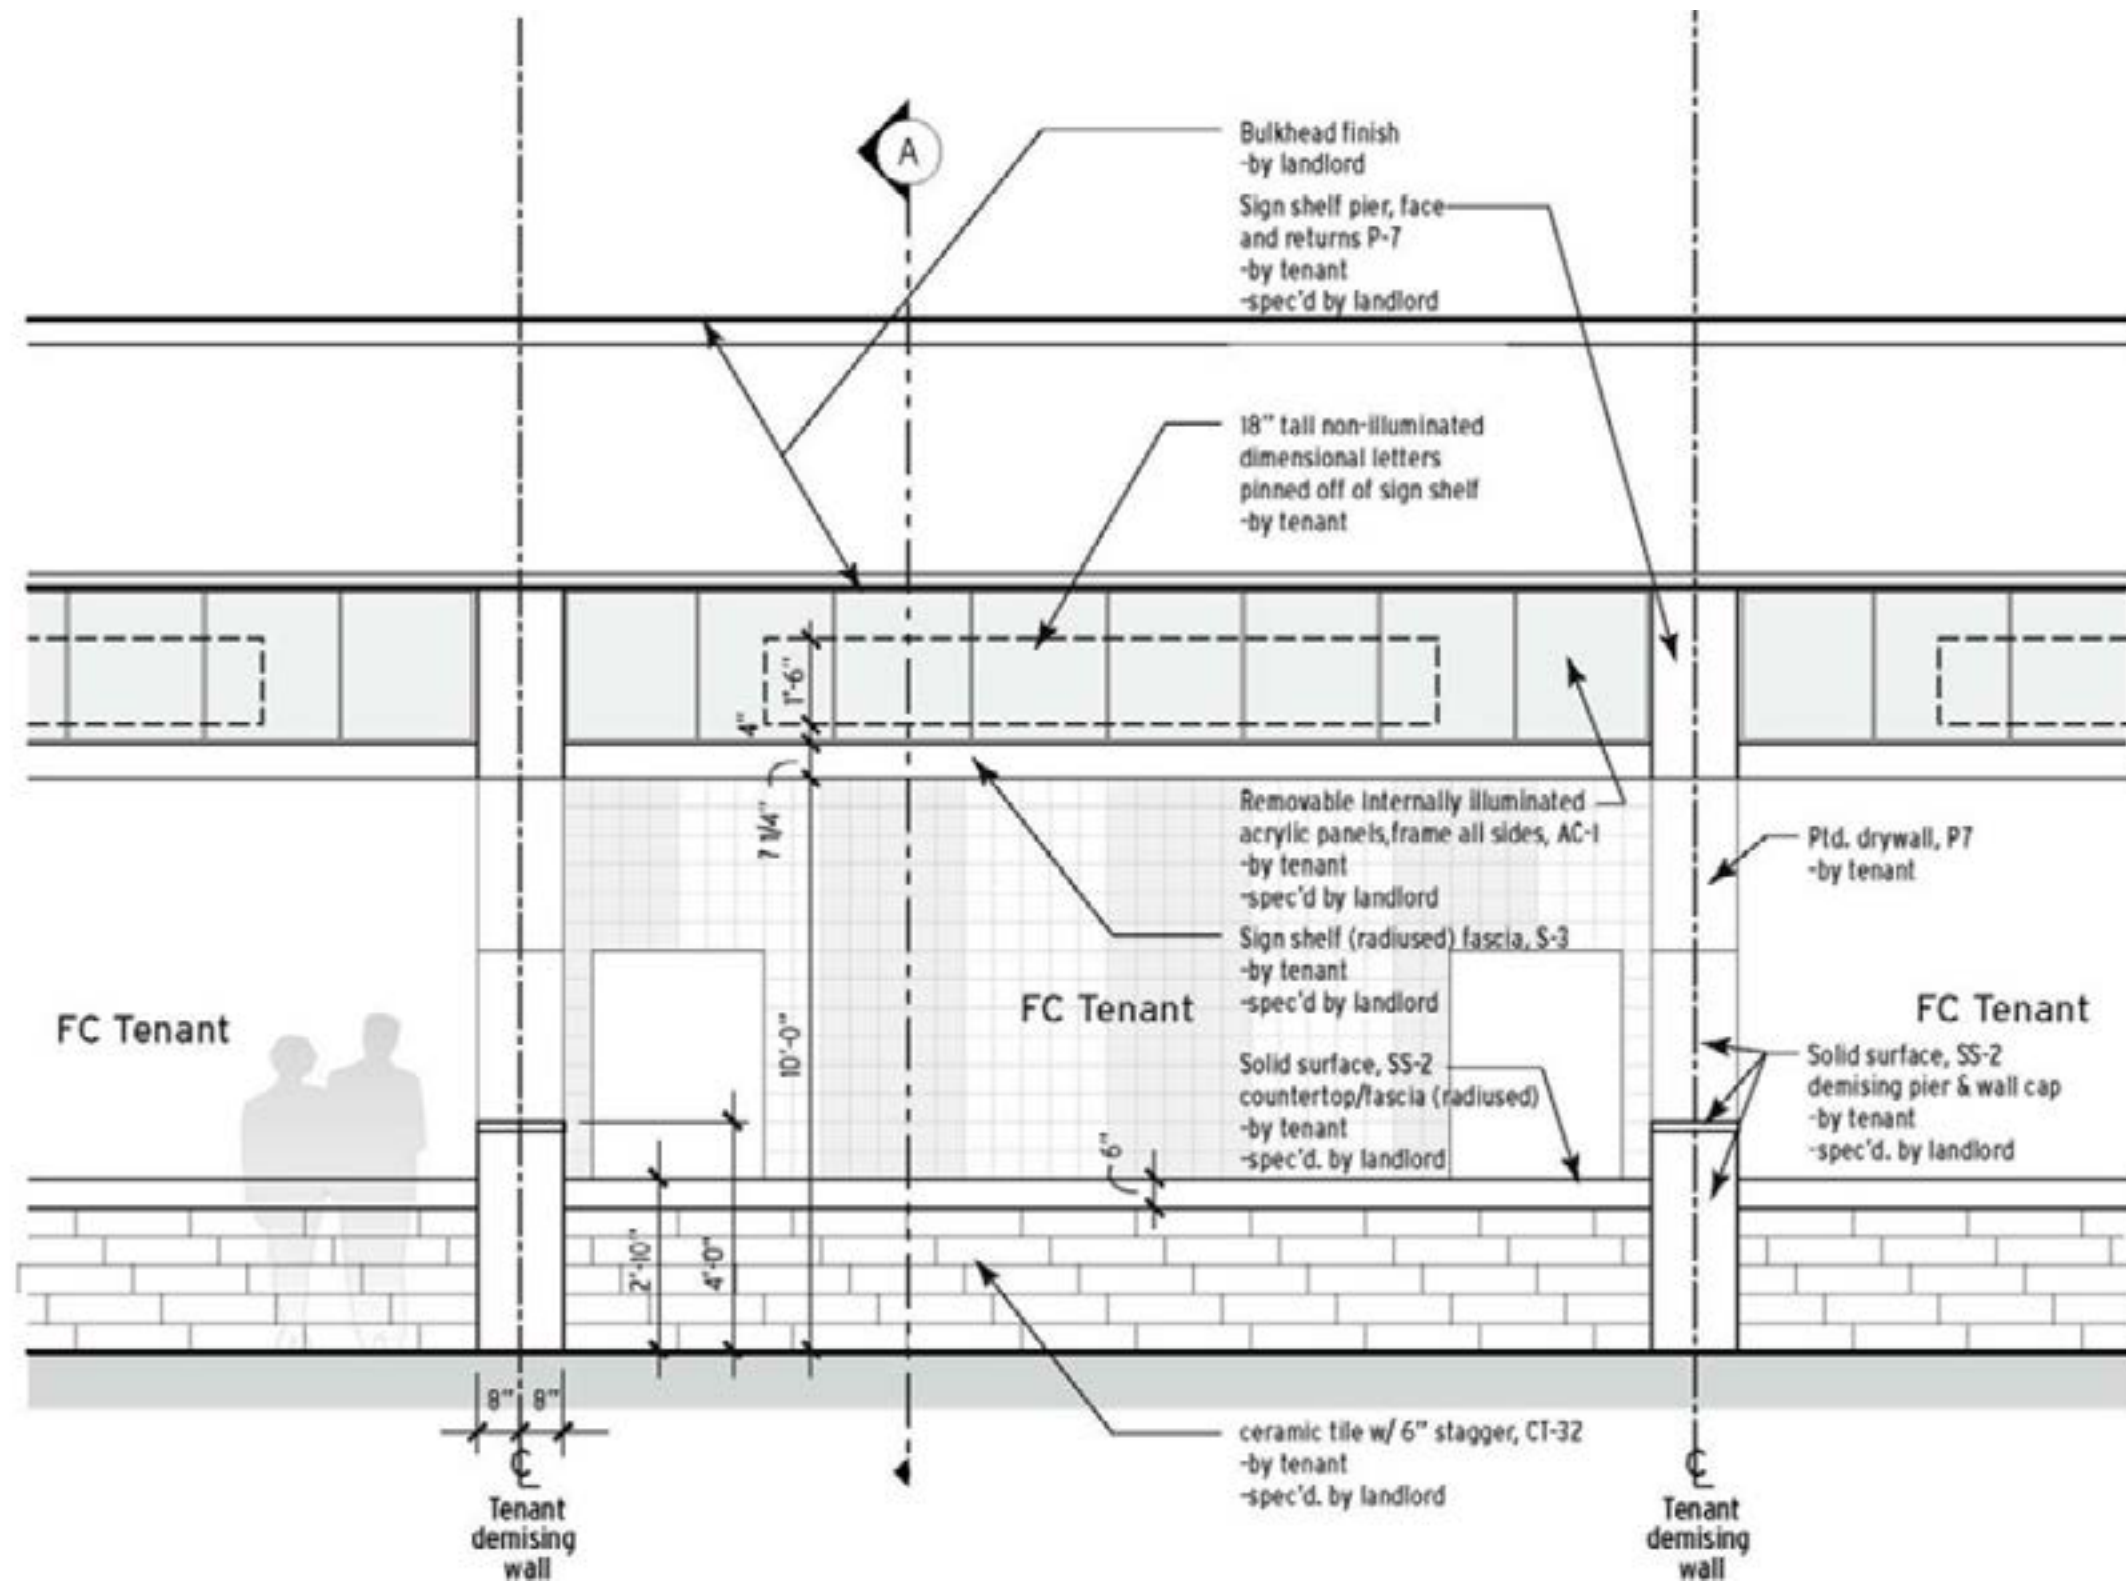 A
Bulkhead finish
-by landlord
Sign shelf pier, face
and returns P-7
-by tenant
-spec'd by landlord
18" tall non-illuminated
dimensional letters
pinned off of sign shelf
-by tenant
1'-6"
4"
7 1/4"
Removable Internally illuminated
acrylic panels,frame all sides, AC-1
-by tenant
-spec'd by landlord
Sign shelf (radiused) fascia, S-3
-by tenant
-spec'd by landlord
Ptd. drywall, P7
-by tenant
FC Tenant
FC Tenant
FC Tenant
10'-0"
Solid surface, SS-2
countertop/fascia (radiused)
-by tenant
-spec'd. by landlord
Solid surface, SS-2
demising pier & wall cap
-by tenant
-spec'd. by landlord
6"
2'-10"
4'-0"
8"
8"
ceramic tile w/ 6" stagger, CT-32
-by tenant
-spec'd. by landlord
℄
Tenant
demising
wall
℄
Tenant
demising
wall